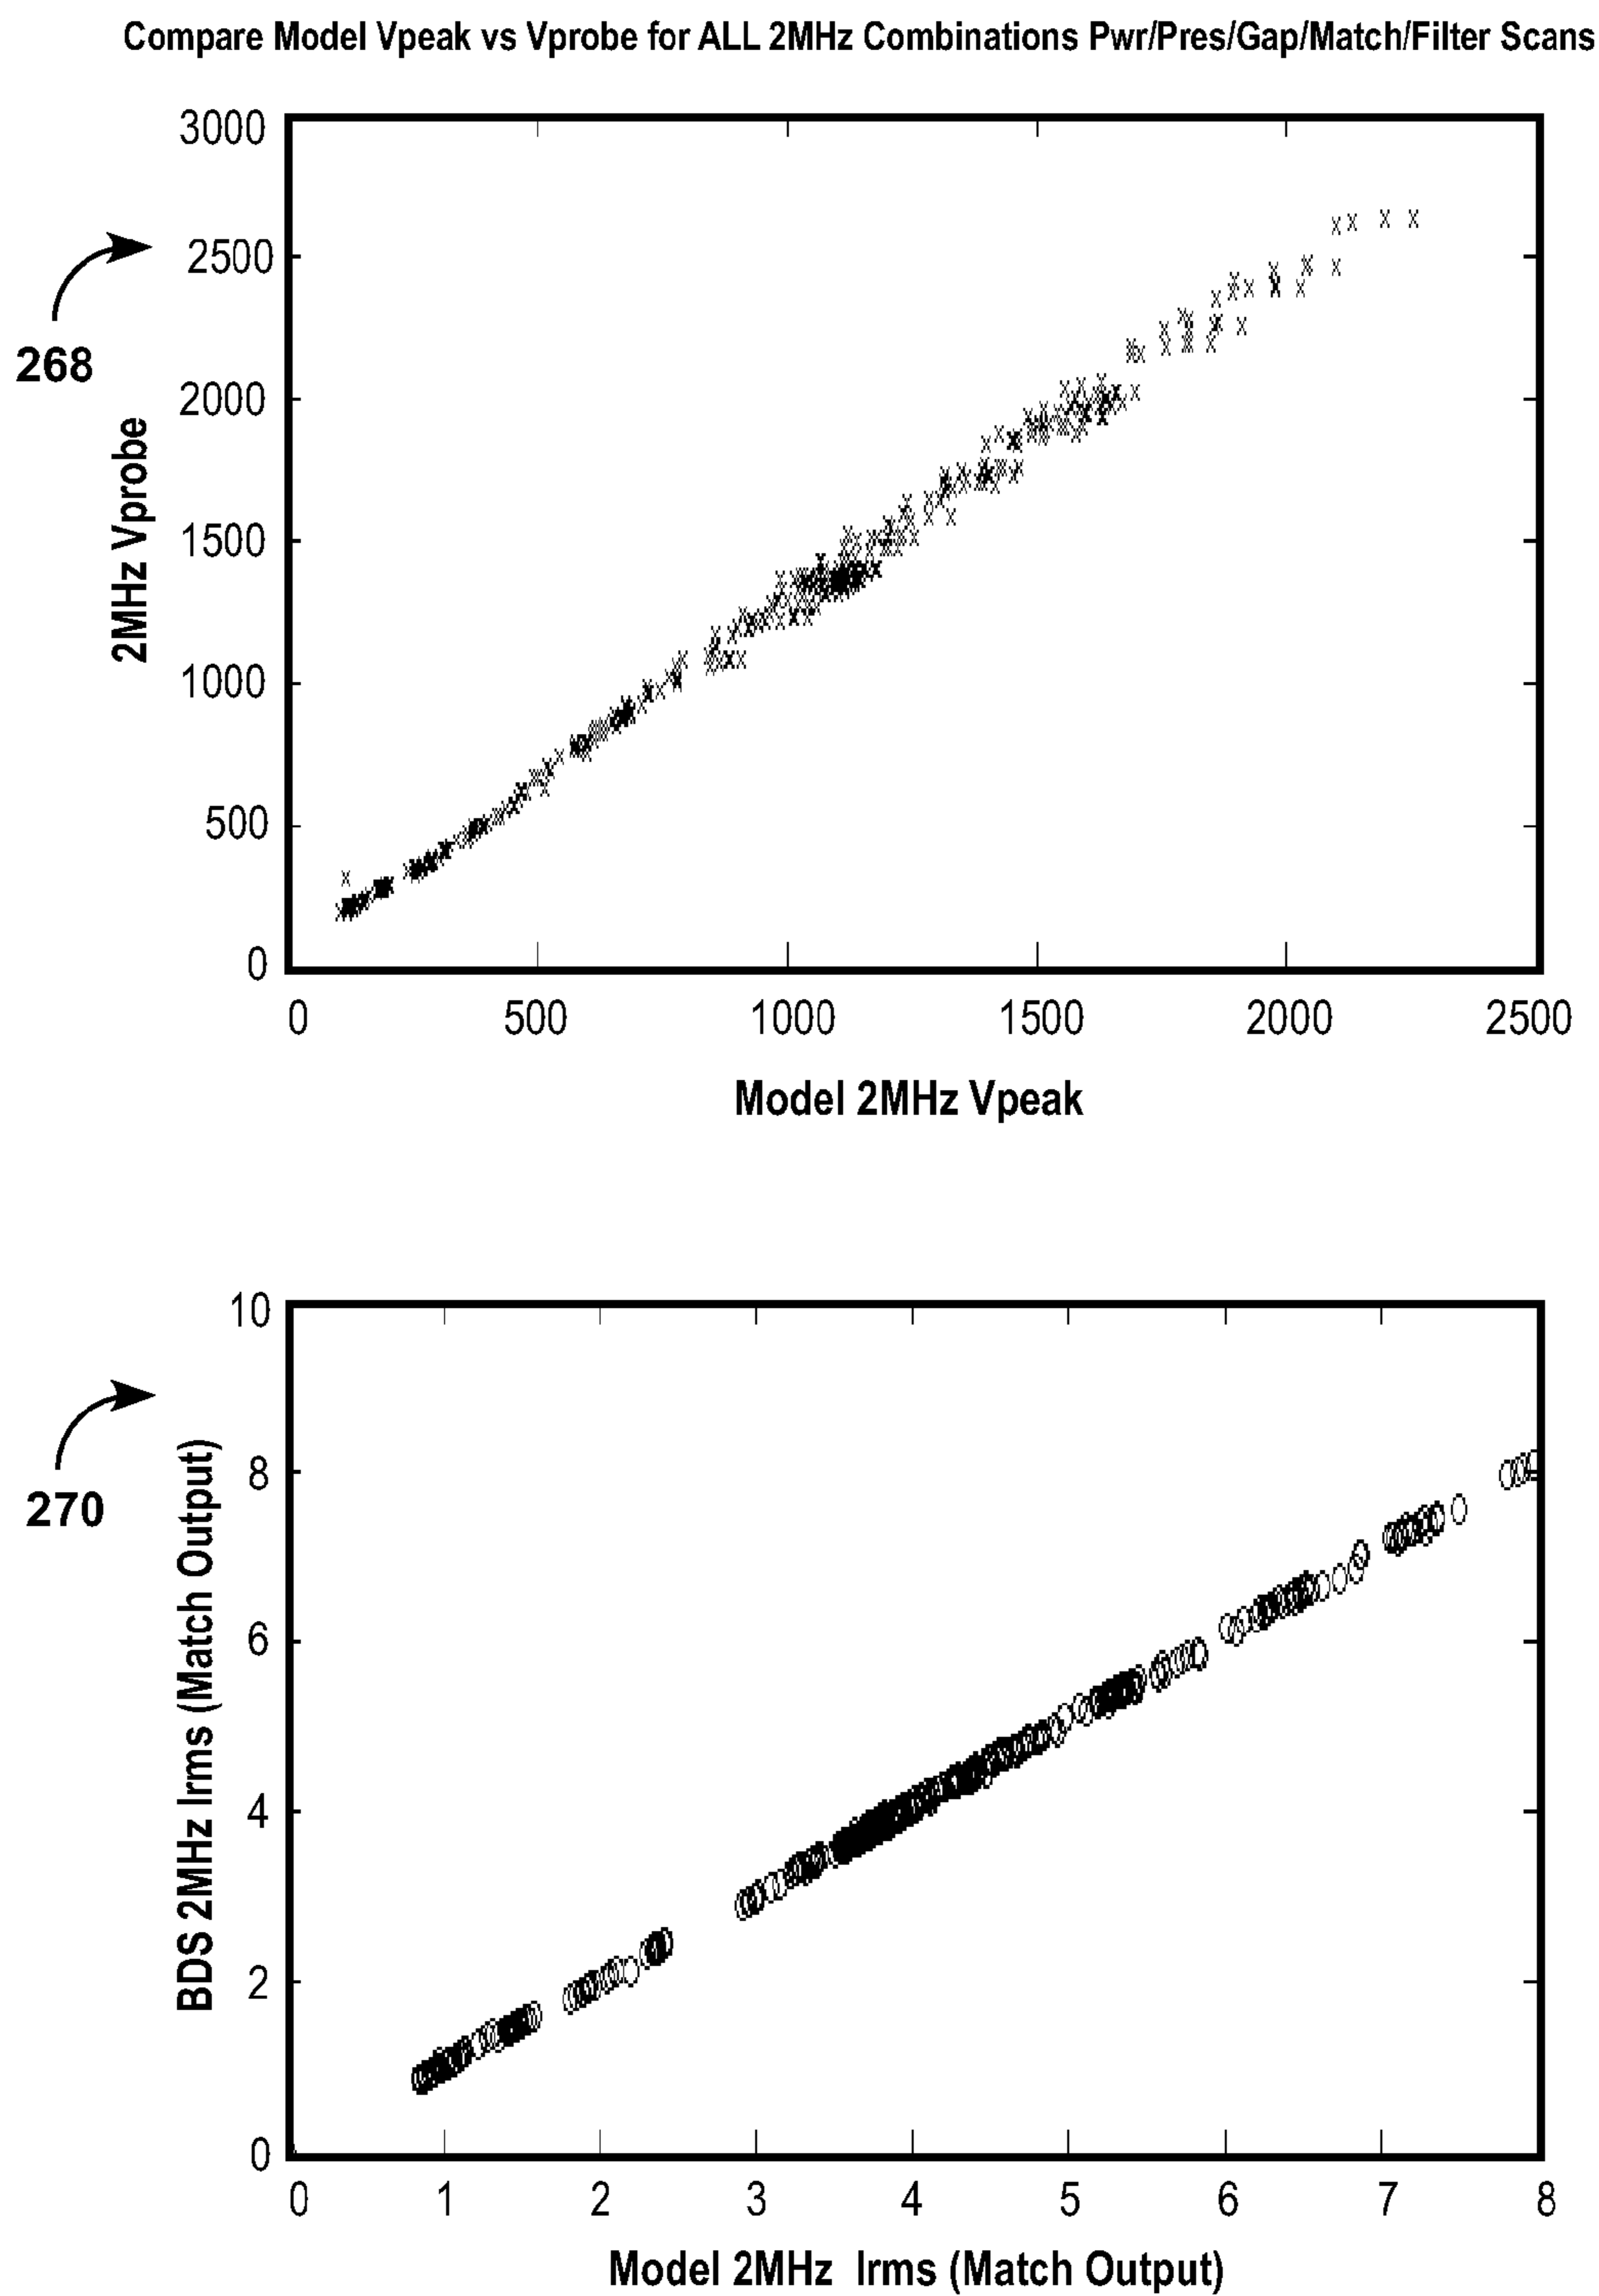 Compare Model Vpeak vs Vprobe for ALL 2MHz Combinations Pwr/Pres/Gap/Match/Filter Scans
3000
2500
2000
1500
1000
500
0
268
2MHz Vprobe
0 500 1000 1500 2000 2500
Model 2MHz Vpeak
10
8
6
4
2
0
270
BDS 2MHz Irms (Match Output)
0 1 2 3 4 5 6 7 8
Model 2MHz Irms (Match Output)